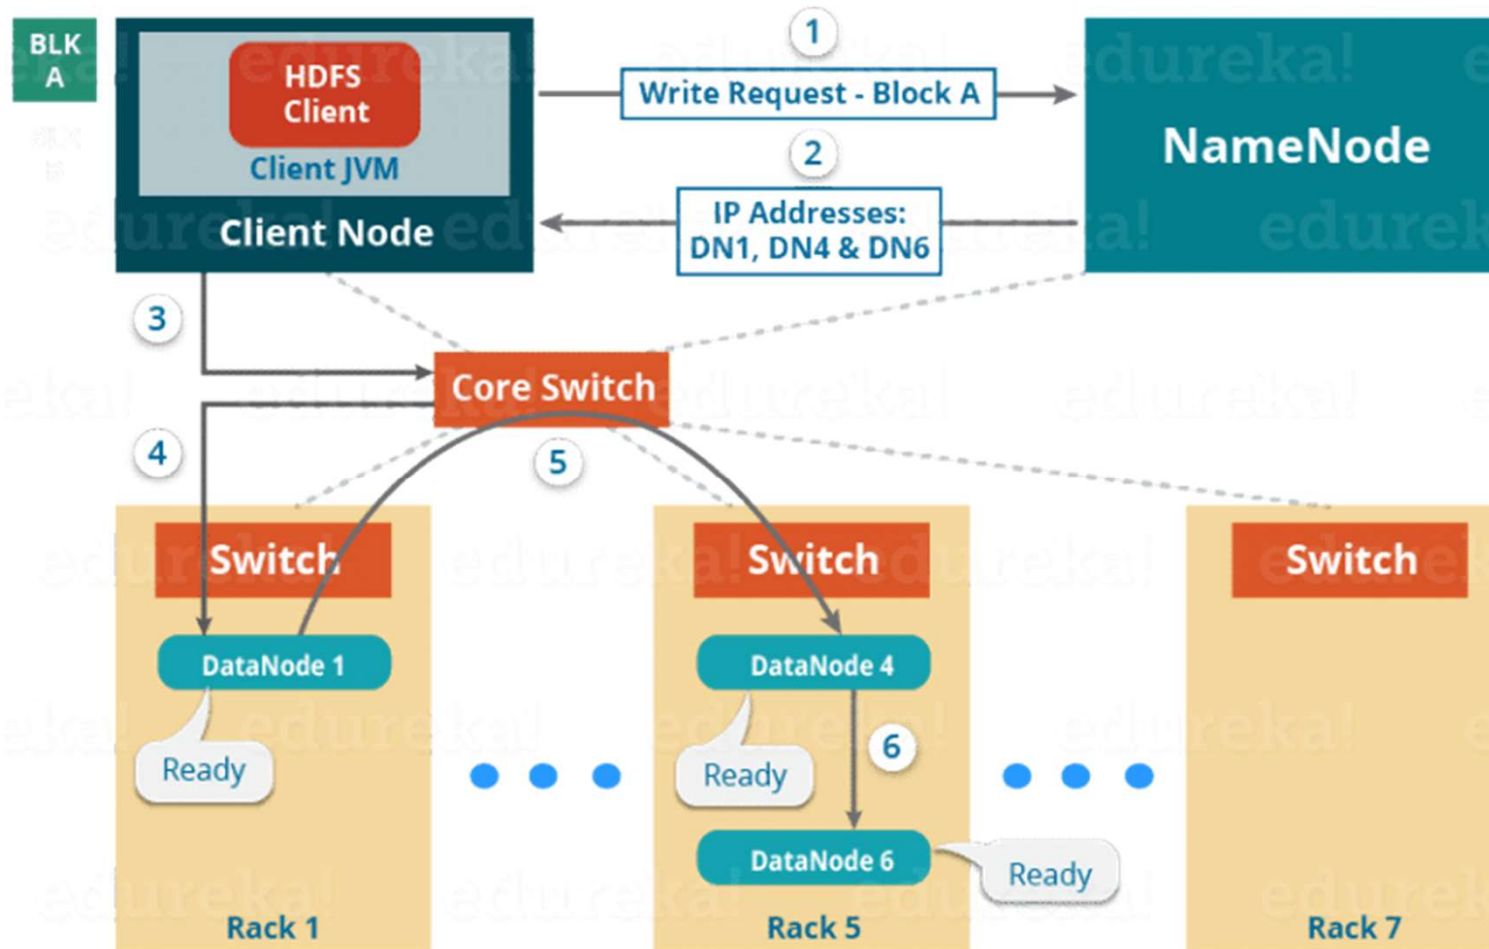 BLK
A
HDFS
Client
Client JVM
Client Node
1
Write Request - Block A
2
IP Addresses:
DN1, DN4 & DN6
NameNode
3
Core Switch
4
5
Switch
Switch
Switch
DataNode 1
DataNode 4
Ready
Ready
6
DataNode 6
Ready
Rack 1
Rack 5
Rack 7
edureka!